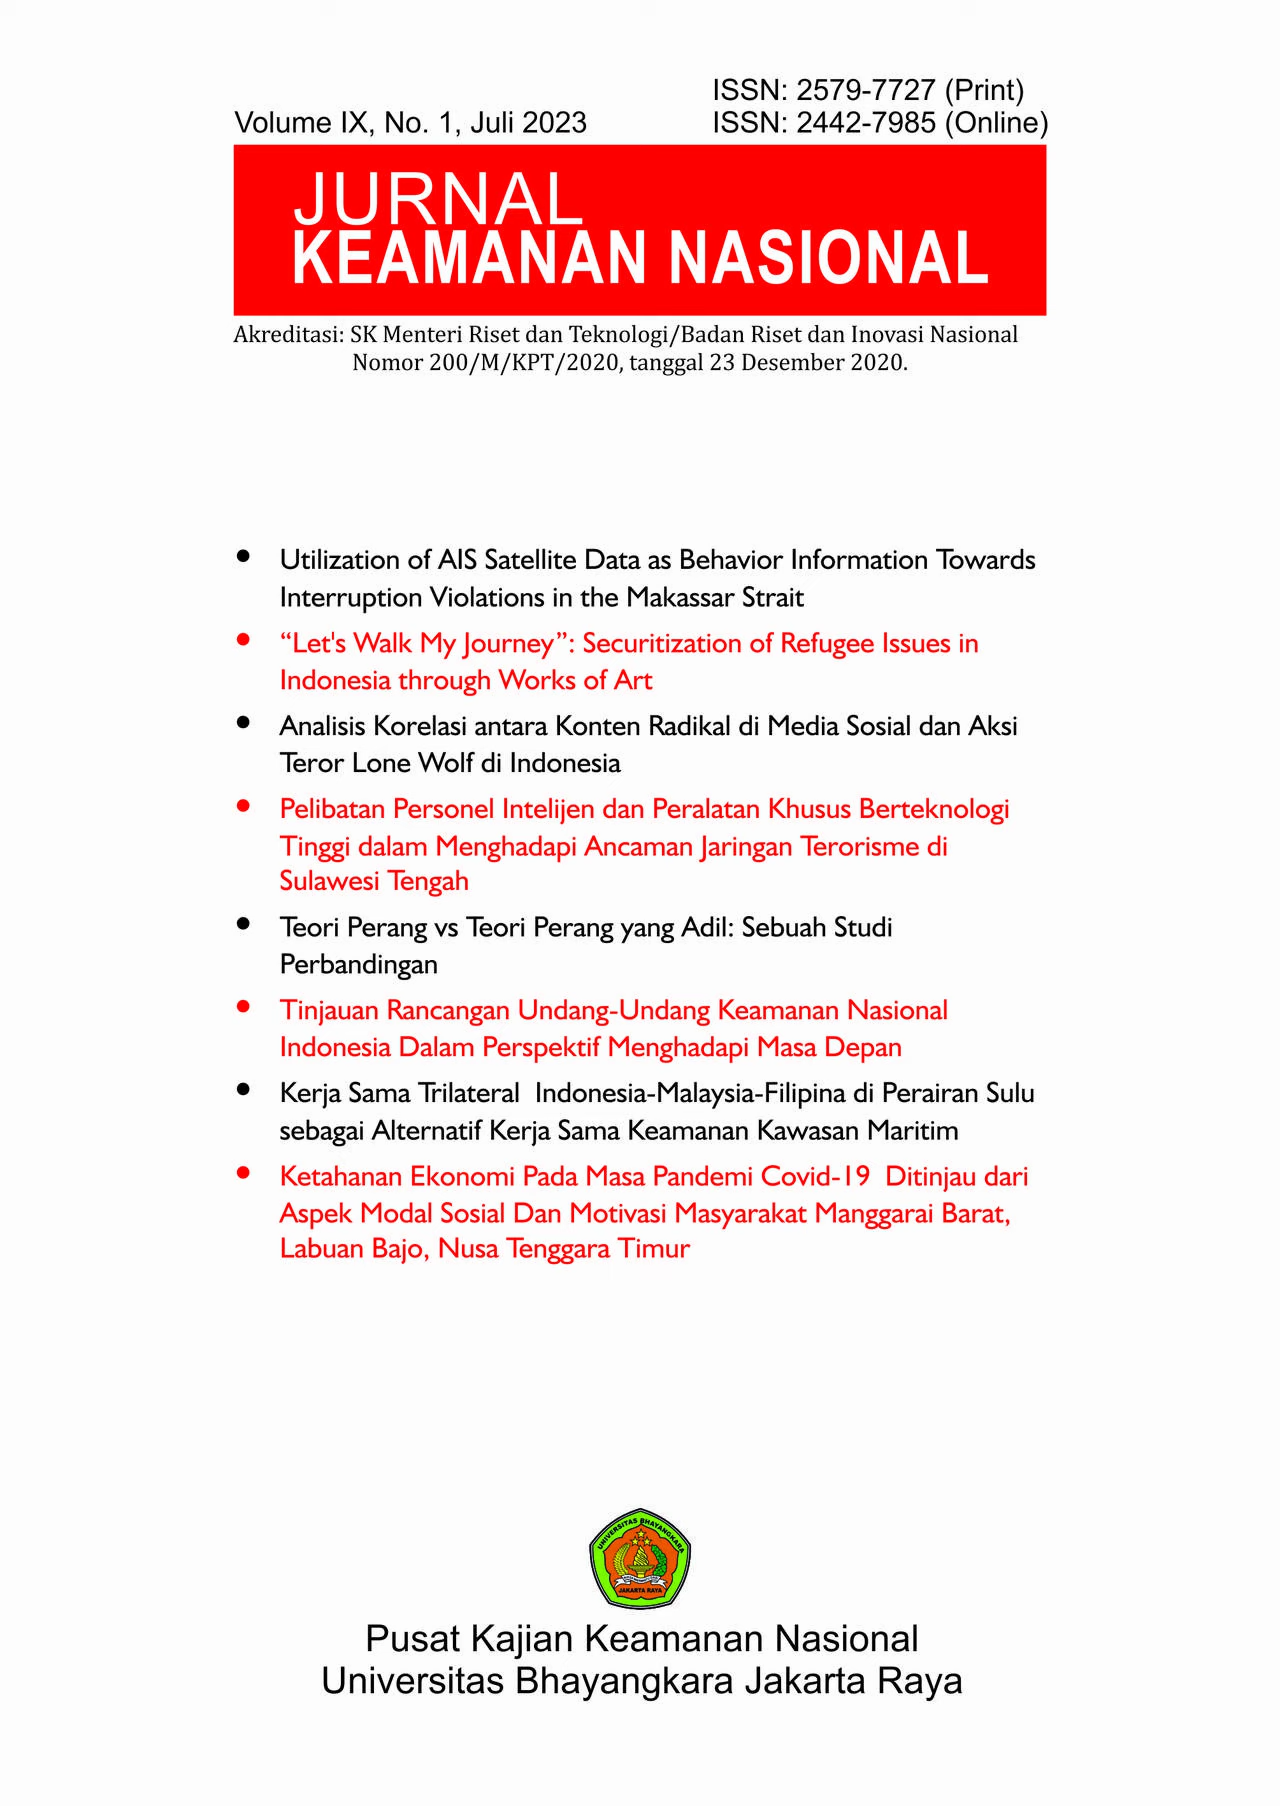 ISSN: 2579-7727 (Print)
Volume IX, No. 1, Juli 2023
ISSN: 2442-7985 (Online)
JURNAL
KEAMANAN NASIONAL
Akreditasi: SK Menteri Riset dan Teknologi/Badan Riset dan Inovasi Nasional
Nomor 200/M/KPT/2020, tanggal 23 Desember 2020.
• Utilization of AIS Satellite Data as Behavior Information Towards
Interruption Violations in the Makassar Strait
• “Let's Walk My Journey”: Securitization of Refugee Issues in
Indonesia through Works of Art
• Analisis Korelasi antara Konten Radikal di Media Sosial dan Aksi
Teror Lone Wolf di Indonesia
• Pelibatan Personel Intelijen dan Peralatan Khusus Berteknologi
Tinggi dalam Menghadapi Ancaman Jaringan Terorisme di
Sulawesi Tengah
• Teori Perang vs Teori Perang yang Adil: Sebuah Studi
Perbandingan
• Tinjauan Rancangan Undang-Undang Keamanan Nasional
Indonesia Dalam Perspektif Menghadapi Masa Depan
• Kerja Sama Trilateral  Indonesia-Malaysia-Filipina di Perairan Sulu
sebagai Alternatif Kerja Sama Keamanan Kawasan Maritim
• Ketahanan Ekonomi Pada Masa Pandemi Covid-19  Ditinjau dari
Aspek Modal Sosial Dan Motivasi Masyarakat Manggarai Barat,
Labuan Bajo, Nusa Tenggara Timur
UNIVERSITAS BHAYANGKARA
JAKARTA RAYA
Pusat Kajian Keamanan Nasional
Universitas Bhayangkara Jakarta Raya